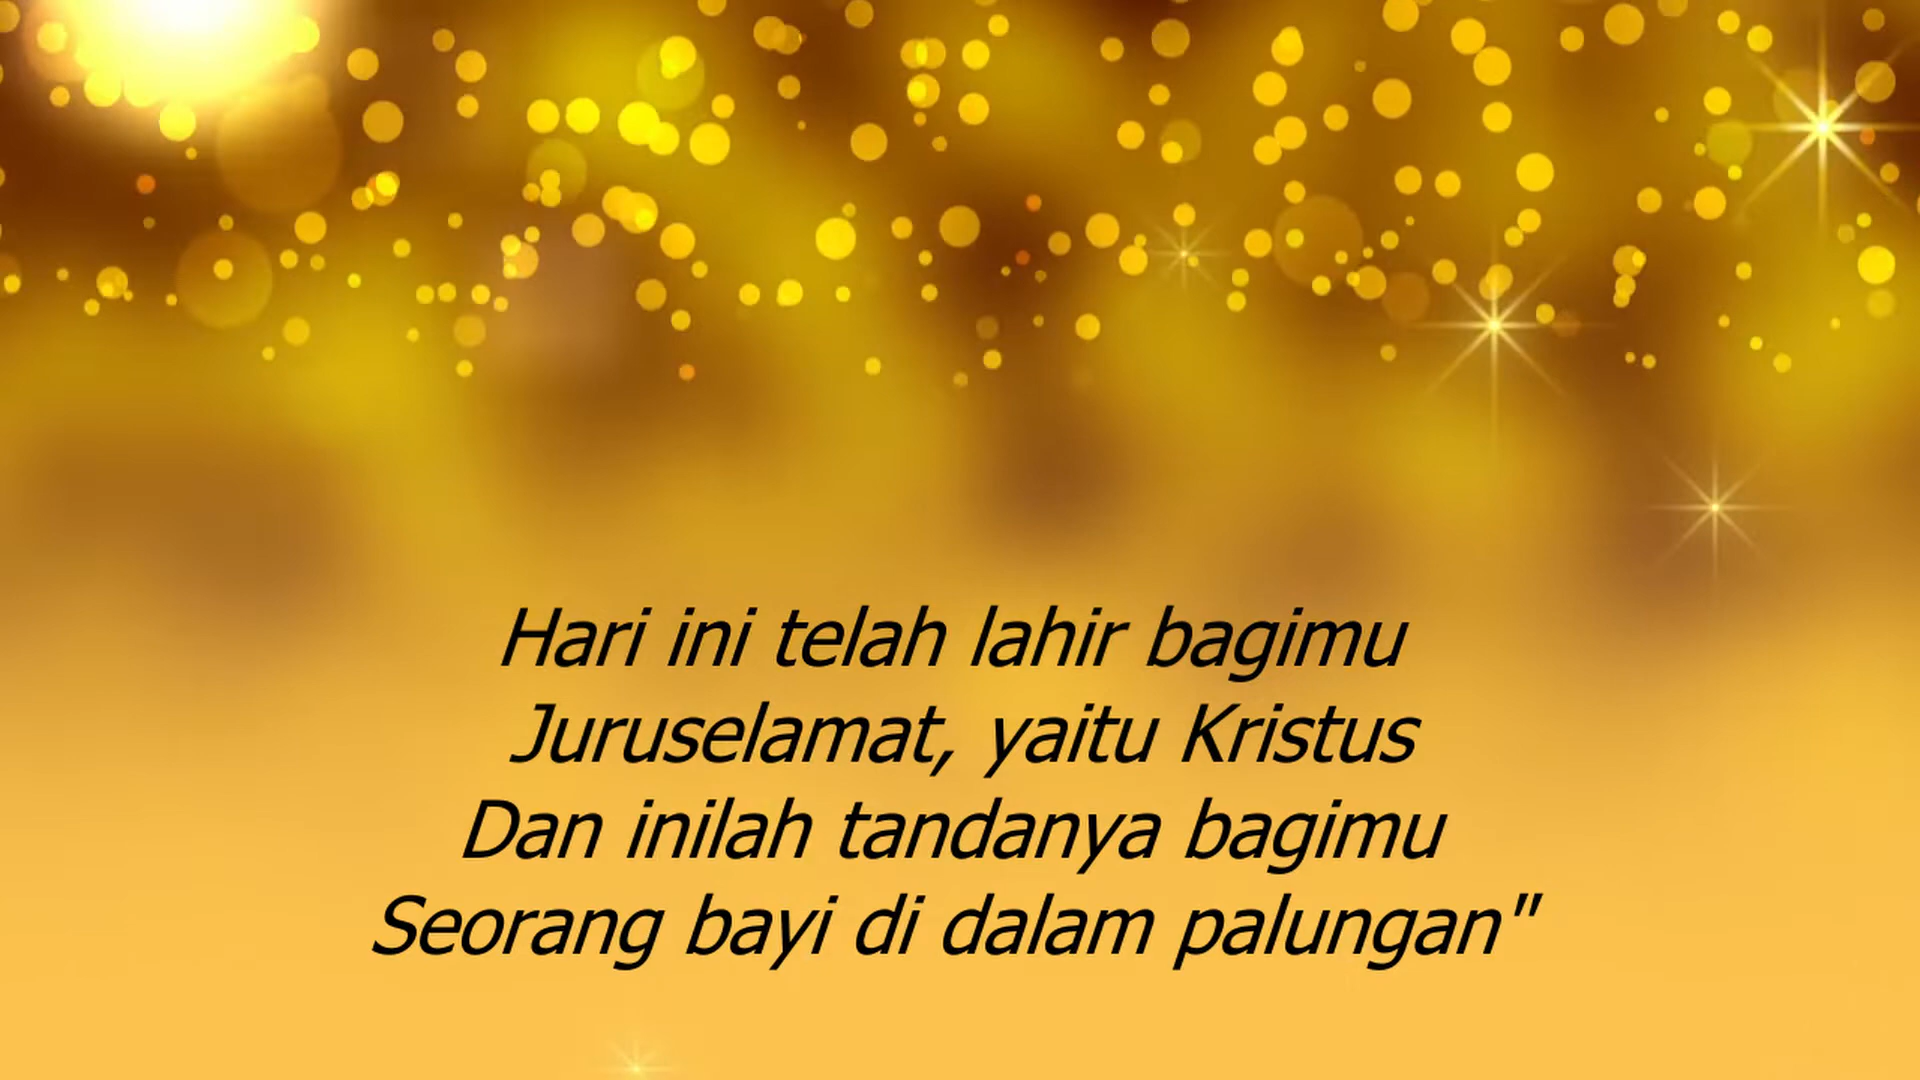 Hari ini telah lahir bagimu
Juruselamat, yaitu Kristus
Dan inilah tandanya bagimu
Seorang bayi di dalam palungan"